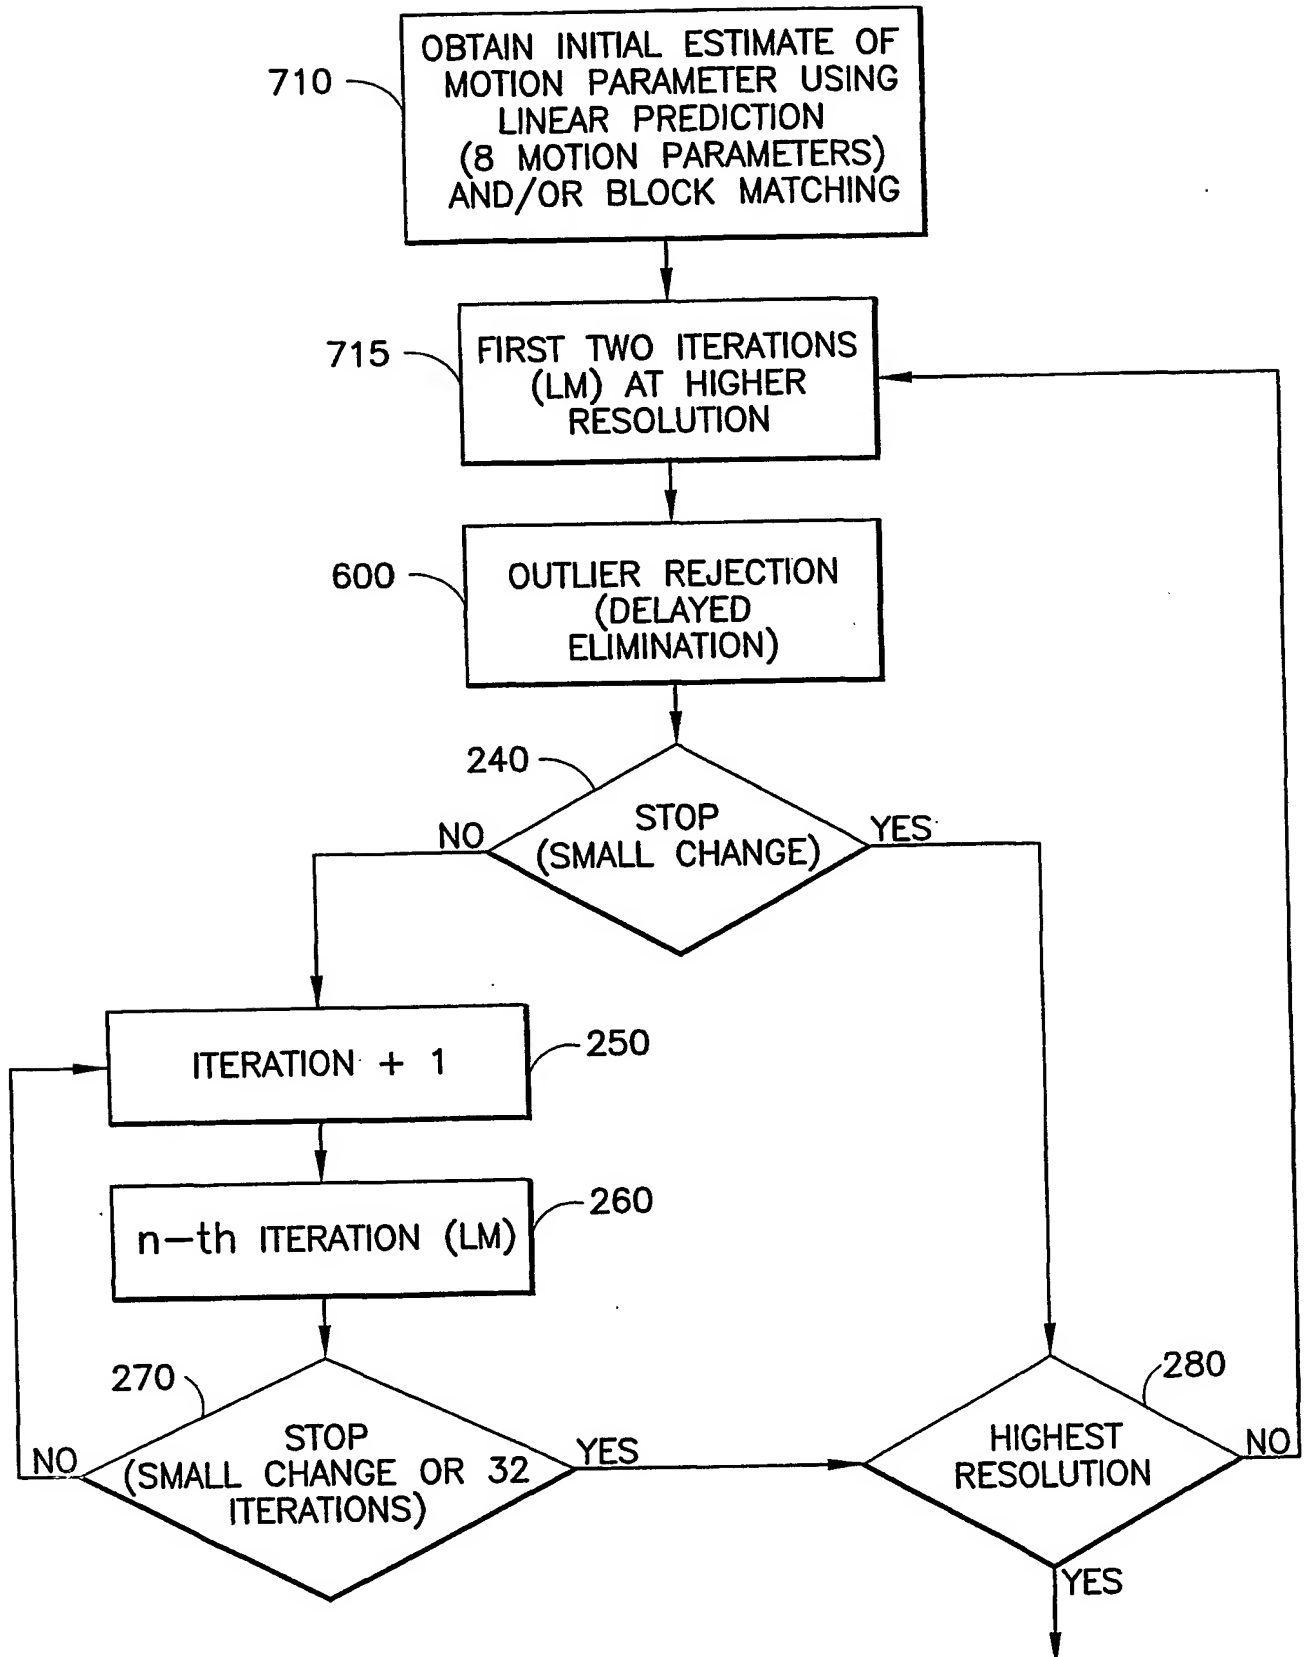 710
OBTAIN INITIAL ESTIMATE OF
MOTION PARAMETER USING
LINEAR PREDICTION
(8 MOTION PARAMETERS)
AND/OR BLOCK MATCHING
715
FIRST TWO ITERATIONS
(LM) AT HIGHER
RESOLUTION
600
OUTLIER REJECTION
(DELAYED
ELIMINATION)
240
STOP
(SMALL CHANGE)
NO
YES
ITERATION + 1
250
n-th ITERATION (LM)
260
270
STOP
(SMALL CHANGE OR 32
ITERATIONS)
NO
YES
280
HIGHEST
RESOLUTION
NO
YES